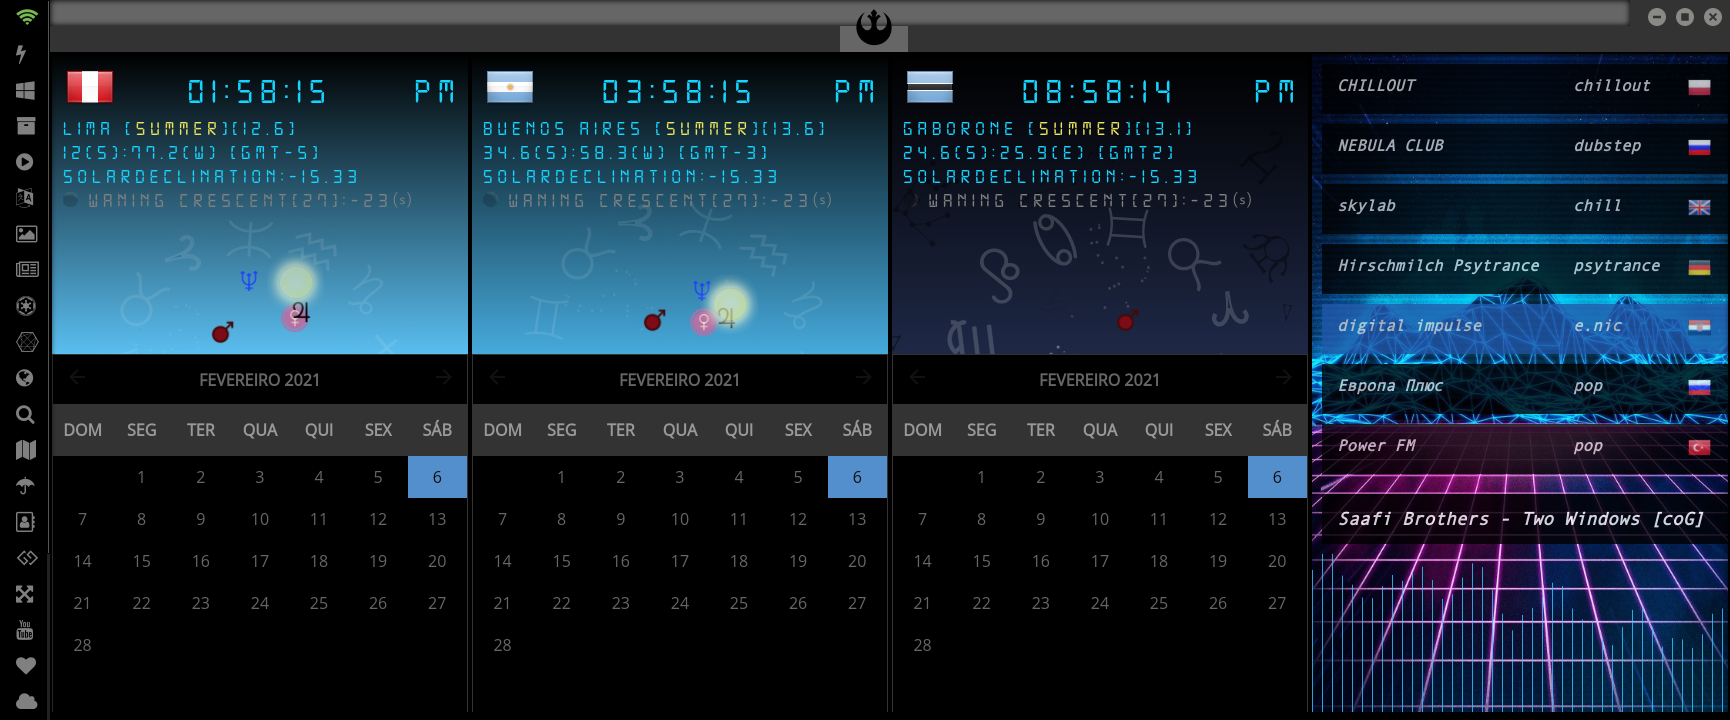 01:58:15 PM
LIMA [SUMMER][12.6]
12(S):77.2(W) [GMT-5]
SOLARDECLINATION:-15.33
WANING CRESCENT[27]:-23(s)
FEVEREIRO 2021
DOM SEG TER QUA QUI SEX SÁB
1 2 3 4 5 6
7 8 9 10 11 12 13
14 15 16 17 18 19 20
21 22 23 24 25 26 27
28
03:58:15 PM
BUENOS AIRES [SUMMER][13.6]
34.6(S):58.3(W) [GMT-3]
SOLARDECLINATION:-15.33
WANING CRESCENT[27]:-23(s)
FEVEREIRO 2021
DOM SEG TER QUA QUI SEX SÁB
1 2 3 4 5 6
7 8 9 10 11 12 13
14 15 16 17 18 19 20
21 22 23 24 25 26 27
28
08:58:14 PM
GABORONE [SUMMER][13.1]
24.6(S):25.9(E) [GMT2]
SOLARDECLINATION:-15.33
WANING CRESCENT[27]:-23(s)
FEVEREIRO 2021
DOM SEG TER QUA QUI SEX SÁB
1 2 3 4 5 6
7 8 9 10 11 12 13
14 15 16 17 18 19 20
21 22 23 24 25 26 27
28
CHILLOUT chillout
NEBULA CLUB dubstep
skylab chill
Hirschmilch Psytrance psytrance
digital impulse e.nic
Европа Плюс pop
Power FM pop
Saafi Brothers - Two Windows [coG]
You
Tube